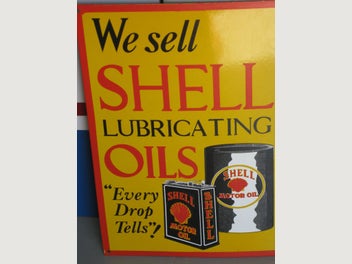 We sell
SHELL
LUBRICATING
OILS
"Every
Drop
Tells"!
SHELL
MOTOR
OIL
SHELL
SHELL
MOTOR OIL